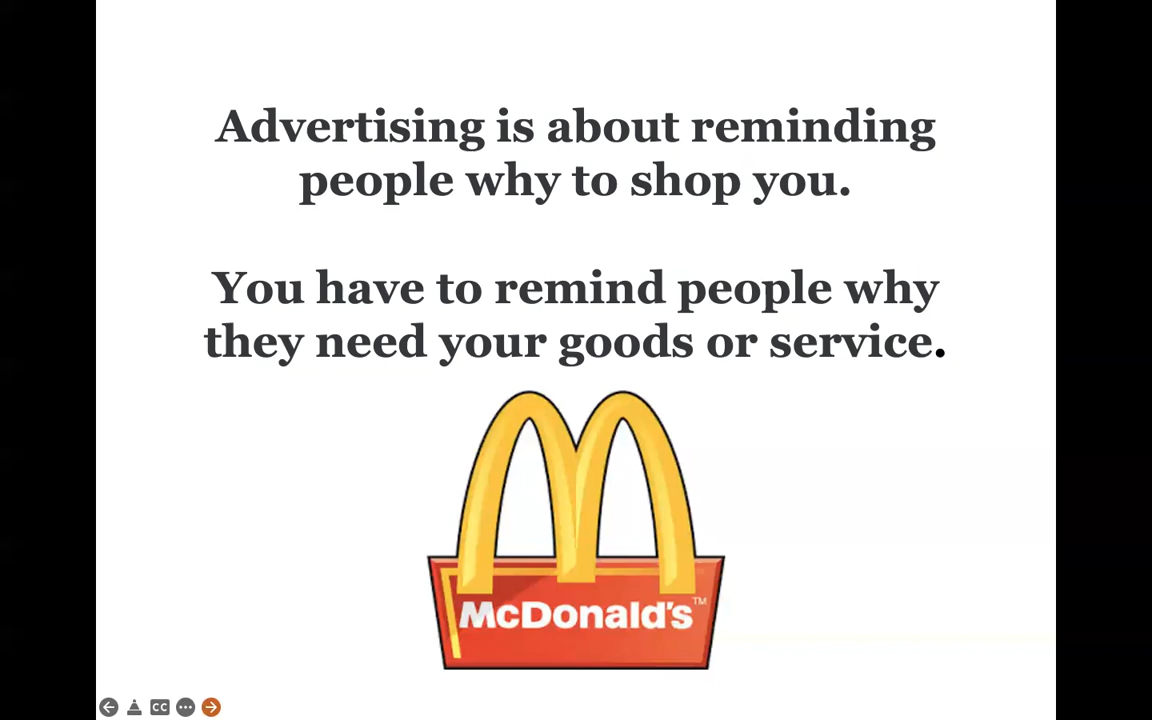 Advertising is about reminding
people why to shop you.
You have to remind people why
they need your goods or service.
McDonald's™
CC